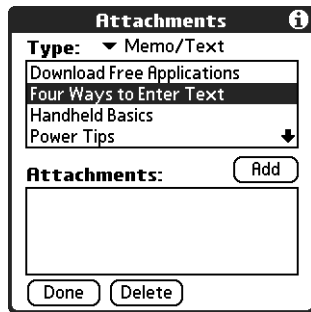 Attachments
Type: Memo/Text
Download Free Applications
Four Ways to Enter Text
Handheld Basics
Power Tips
Attachments: Add
Done Delete